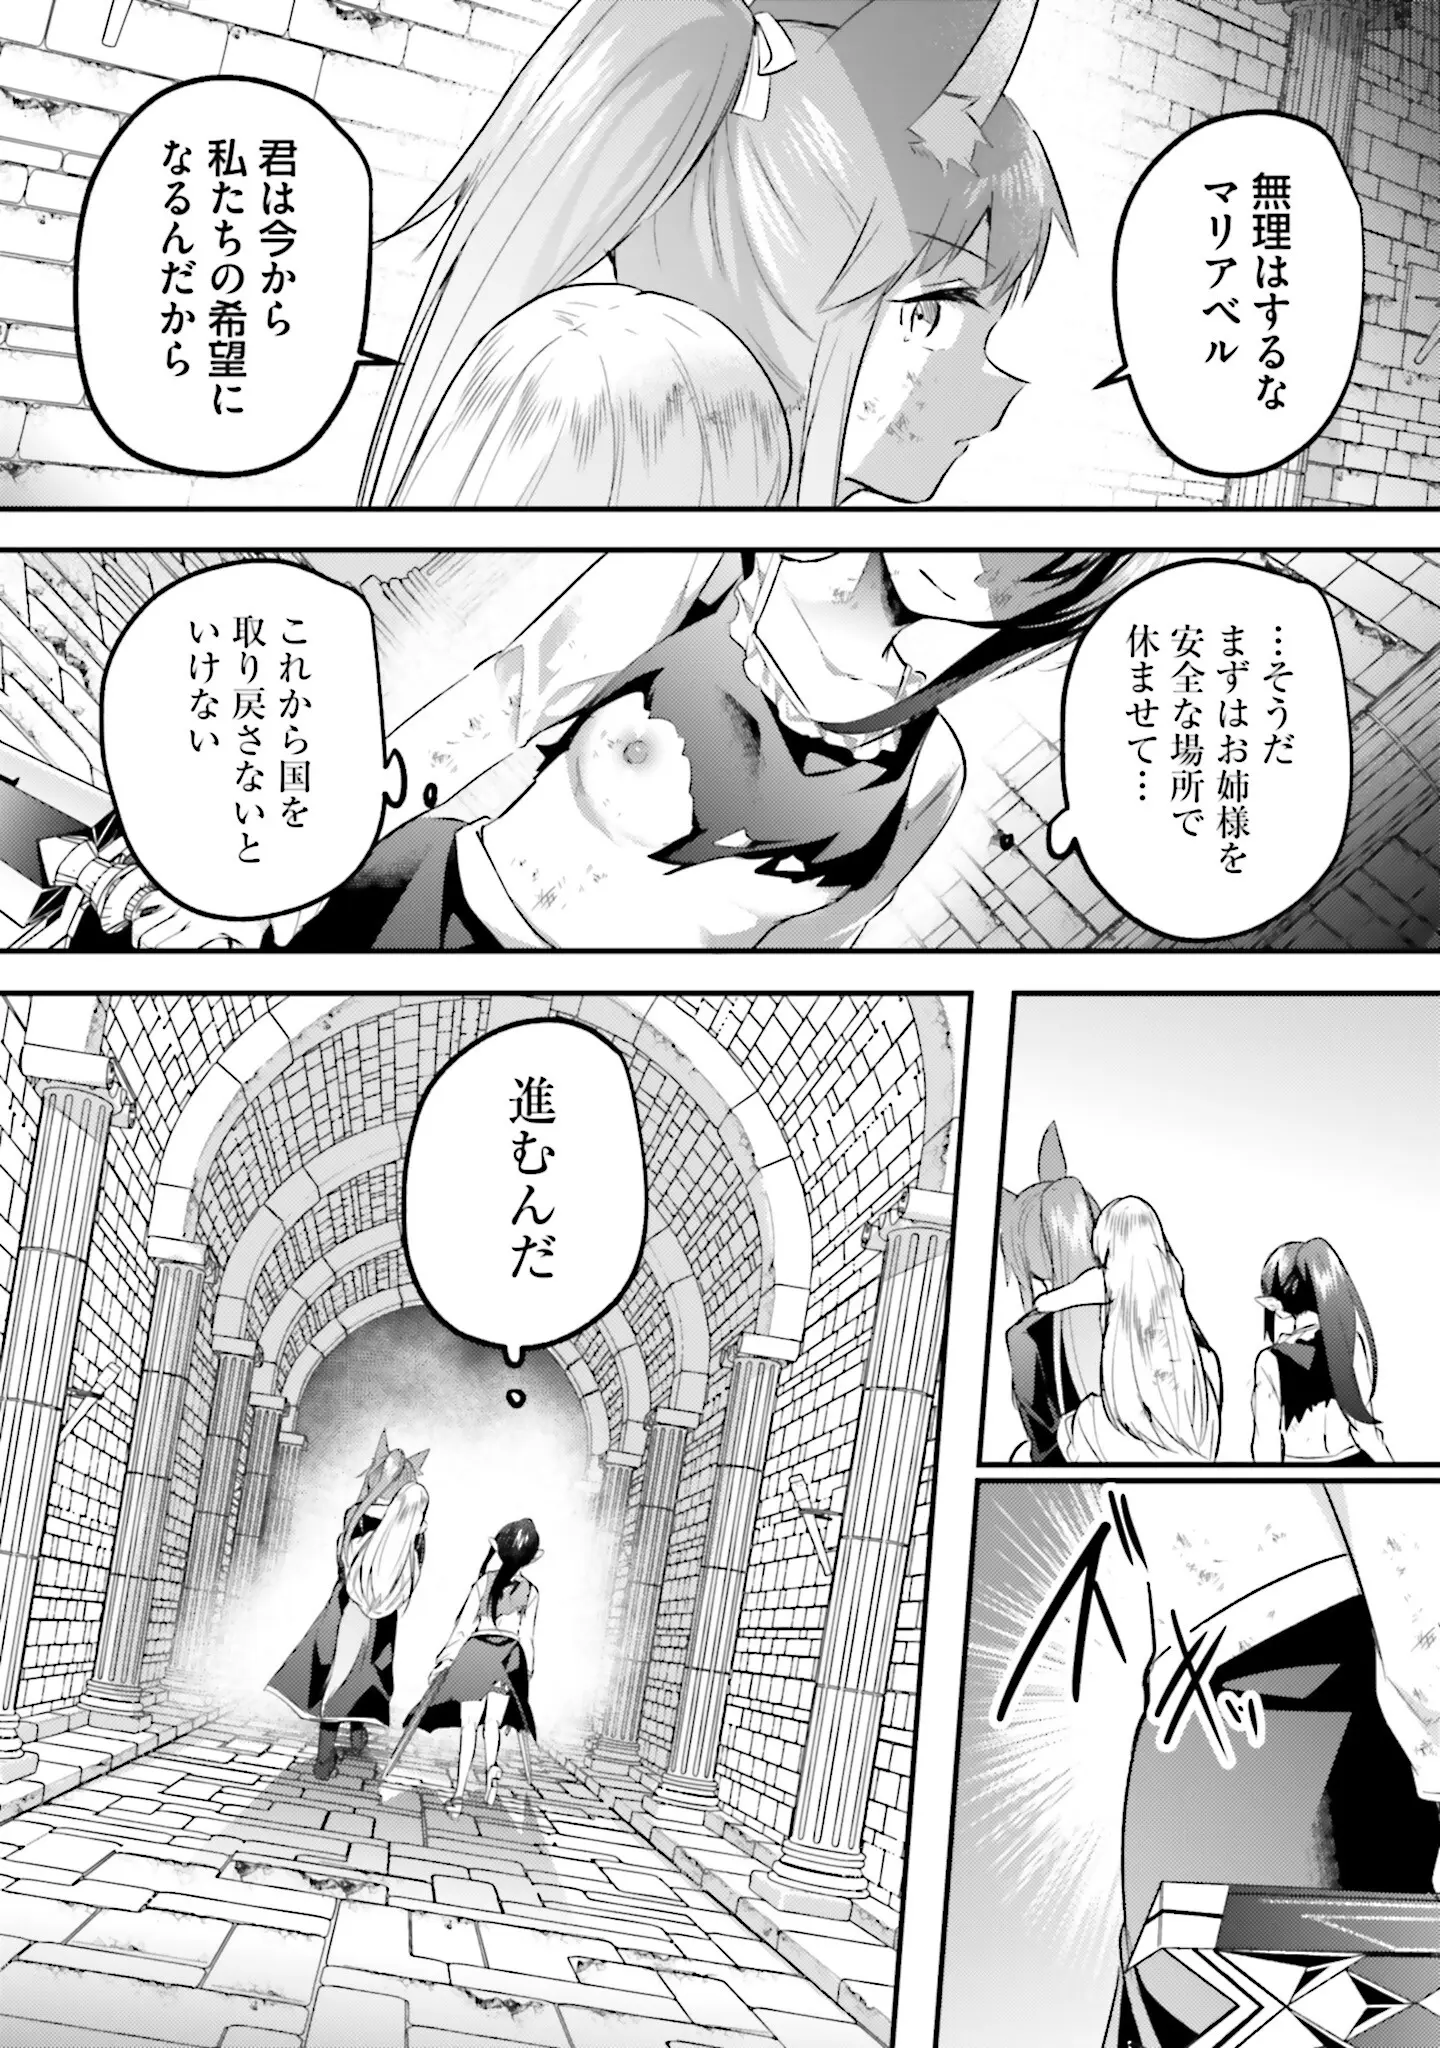 無理はするな
マリアベル
君は今から
私たちの希望に
なるんだから
…そうだ
まずはお姉様を
安全な場所で
休ませて…
これから国を
取り戻さないと
いけない
進むんだ